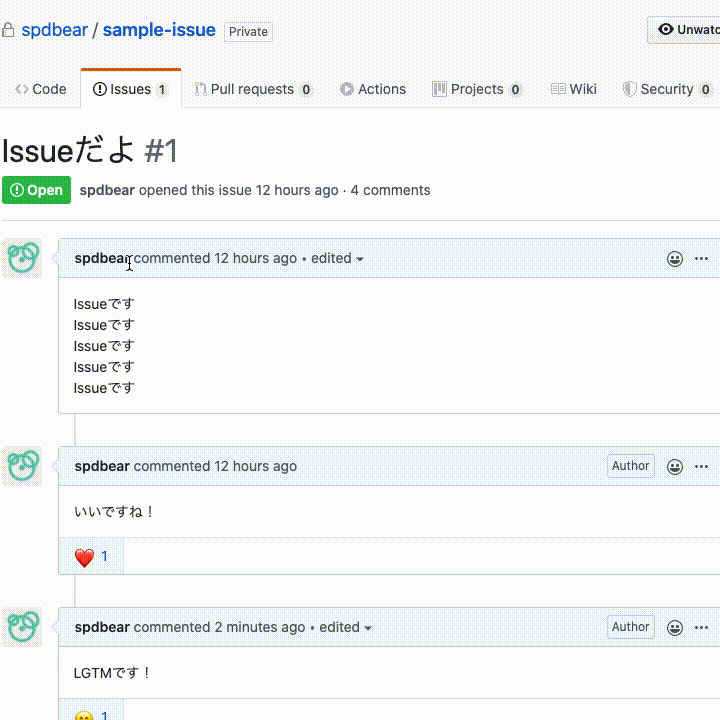 spdbear / sample-issue Private
Unwatc
Code Issues 1 Pull requests 0 Actions Projects 0 Wiki Security 0
Issueだよ #1
Open spdbear opened this issue 12 hours ago · 4 comments
spdbear commented 12 hours ago • edited
Issueです
Issueです
Issueです
Issueです
Issueです
spdbear commented 12 hours ago Author
いいですね！
1
spdbear commented 2 minutes ago • edited Author
LGTMです！
1